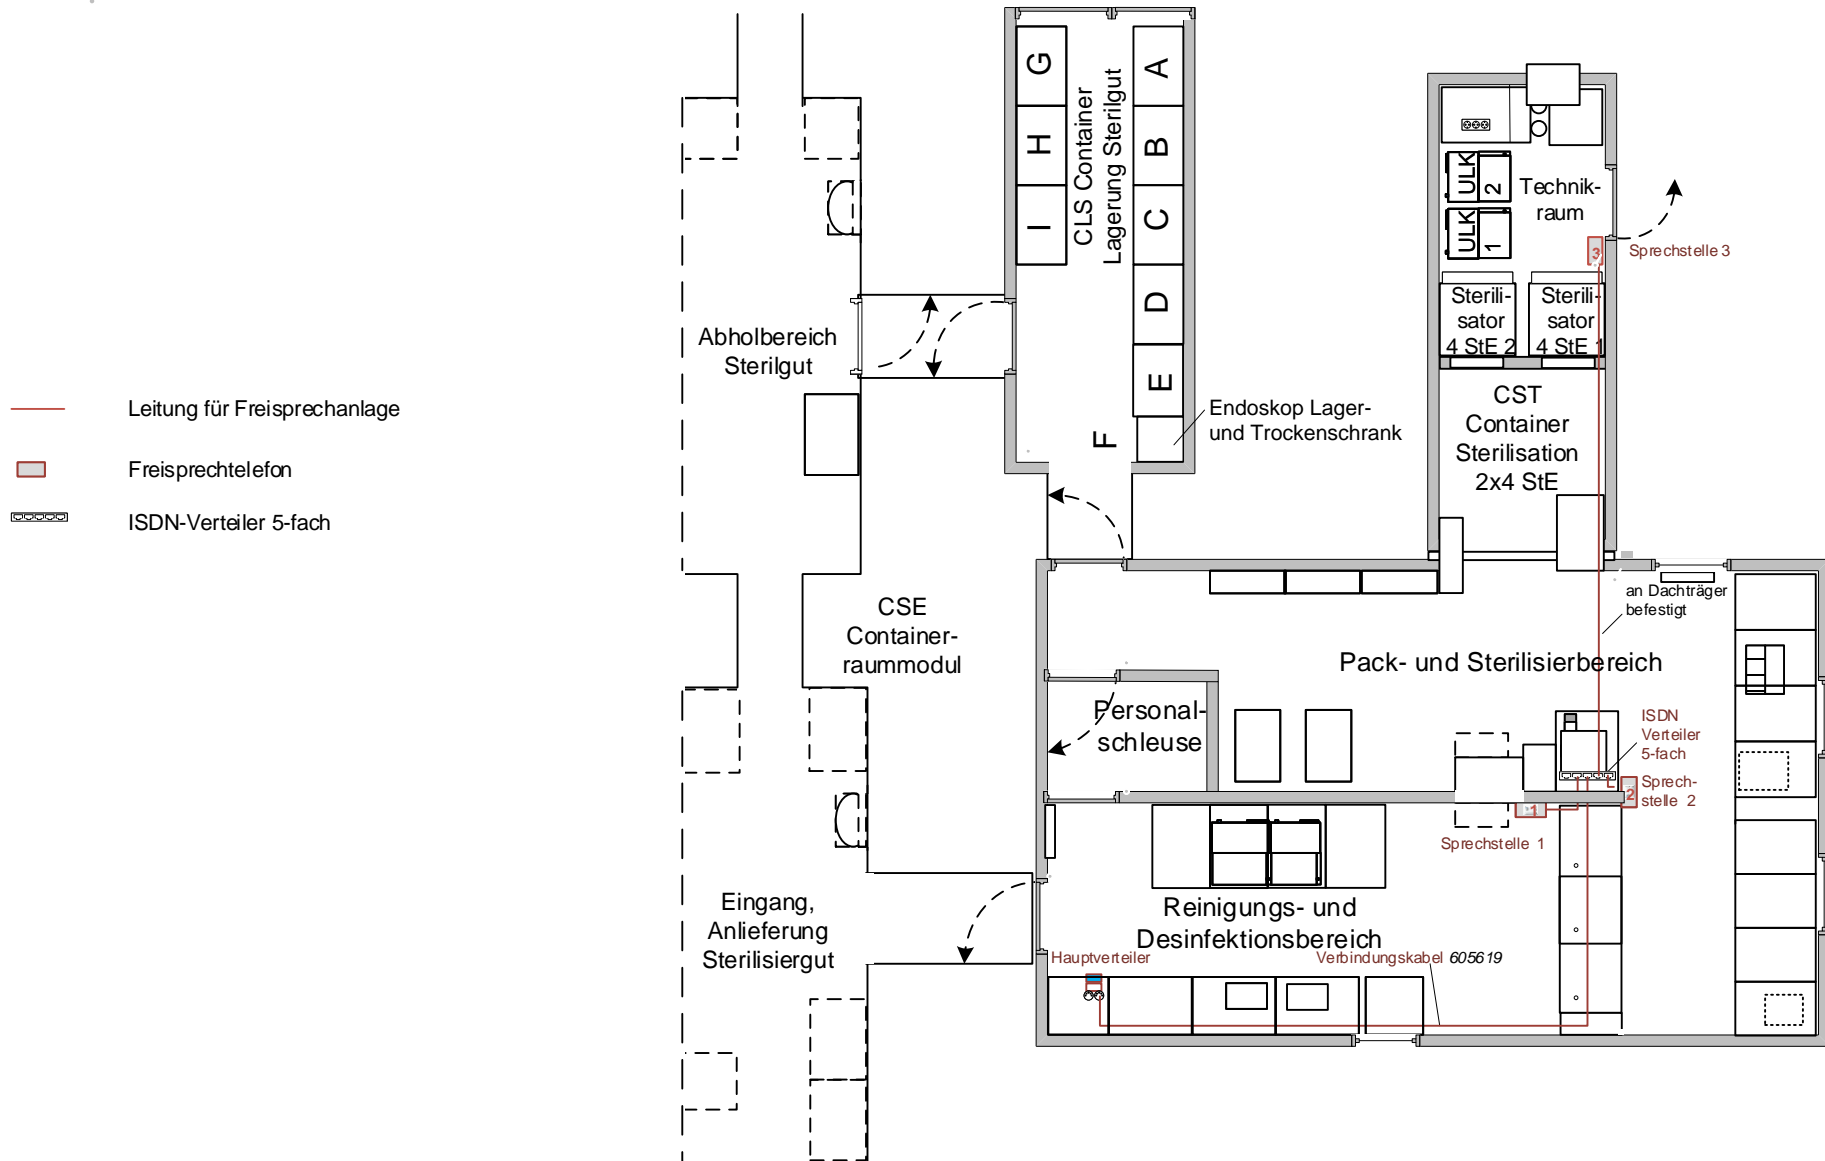 G
H
I
CLS Container
Lagerung Sterilgut
A
B
C
D
E
F
ULK
2
ULK
1
Technik-
raum
3
Sprechstelle 3
Sterili-
sator
4 StE 2
Sterili-
sator
4 StE 1
Abholbereich
Sterilgut
CST
Container
Sterilisation
2x4 StE
Endoskop Lager-
und Trockenschrank
Leitung für Freisprechanlage
Freisprechtelefon
ISDN-Verteiler 5-fach
an Dachträger
befestigt
CSE
Container-
raummodul
Pack- und Sterilisierbereich
Personal-
schleuse
ISDN
Verteiler
5-fach
2
Sprech-
stelle 2
1
Sprechstelle 1
Eingang,
Anlieferung
Sterilisiergut
Reinigungs- und
Desinfektionsbereich
Hauptverteiler
Verbindungskabel 605619